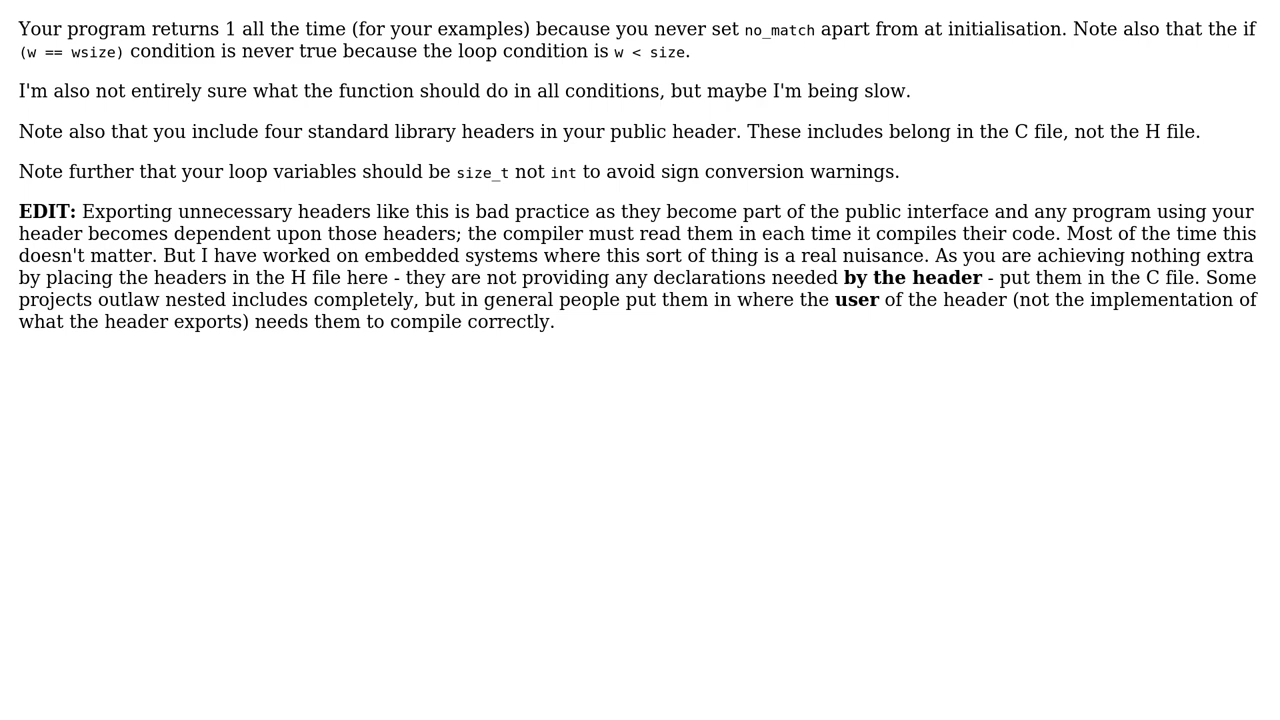 Your program returns 1 all the time (for your examples) because you never set no_match apart from at initialisation. Note also that the if
(w == wsize) condition is never true because the loop condition is w < size.
I'm also not entirely sure what the function should do in all conditions, but maybe I'm being slow.
Note also that you include four standard library headers in your public header. These includes belong in the C file, not the H file.
Note further that your loop variables should be size_t not int to avoid sign conversion warnings.
EDIT: Exporting unnecessary headers like this is bad practice as they become part of the public interface and any program using your
header becomes dependent upon those headers; the compiler must read them in each time it compiles their code. Most of the time this
doesn't matter. But I have worked on embedded systems where this sort of thing is a real nuisance. As you are achieving nothing extra
by placing the headers in the H file here - they are not providing any declarations needed by the header - put them in the C file. Some
projects outlaw nested includes completely, but in general people put them in where the user of the header (not the implementation of
what the header exports) needs them to compile correctly.